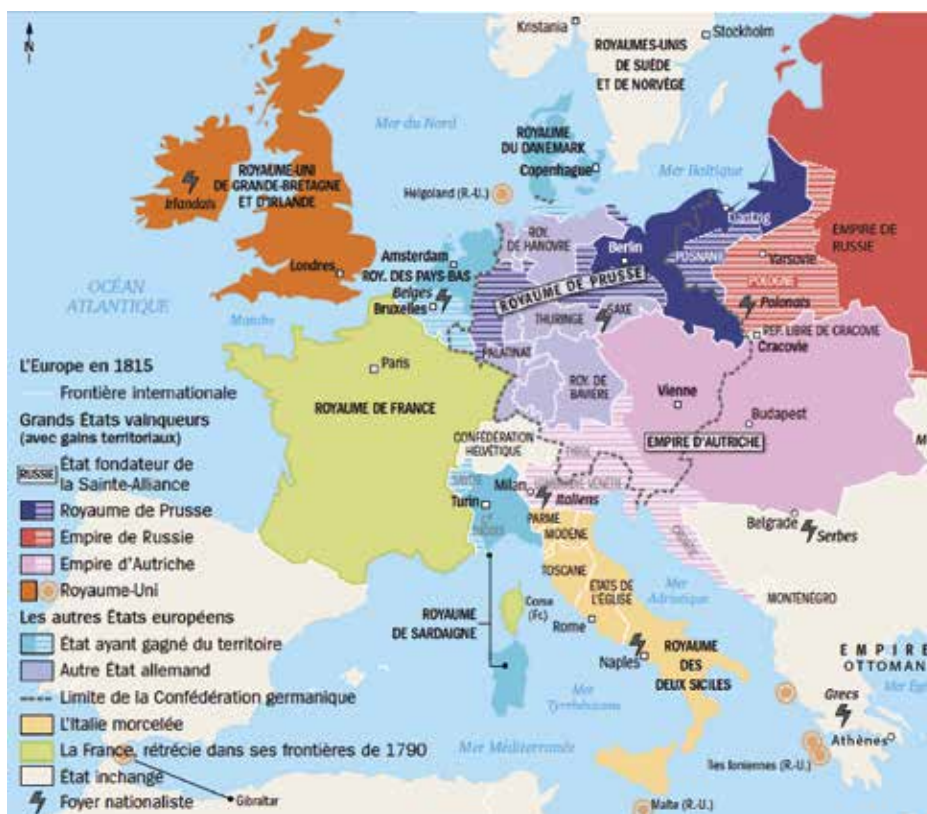 N
Kristania
Stockholm
ROYAUMES-UNIS
DE SUÈDE
ET DE NORVÈGE
Mer du Nord
ROYAUME
DU DANEMARK
Copenhague
Mer Baltique
ROYAUME-UNI
DE GRANDE-BRETAGNE
ET D'IRLANDE
Irlandais
Helgoland (R.-U.)
ROY.
DE HANOVRE
Dantzig
EMPIRE DE
RUSSIE
Londres
Amsterdam
ROY. DES PAYS-BAS
Belges
Bruxelles
Berlin
POSNANY
Varsovie
POLOGNE
Polonais
ROYAUME DE PRUSSE
OCÉAN
ATLANTIQUE
Manche
THURINGE
SAXE
RÉP. LIBRE DE CRACOVIE
Cracovie
PALATINAT
Paris
ROYAUME DE FRANCE
ROY. DE
BAVIÈRE
Vienne
Budapest
EMPIRE D'AUTRICHE
CONFÉDÉRATION
HELVÉTIQUE
TYROL
SAVOIE
Milan
Italiens
Turin
PARME
MODÈNE
Belgrade
Serbes
TOSCANE
ÉTATS DE
L'ÉGLISE
Mer
Adriatique
MONTENÉGRO
Corse
(Fr.)
Rome
ROYAUME
DE SARDAIGNE
Naples
ROYAUME
DES
DEUX SICILES
EMPIRE
OTTOMAN
Mer
Tyrrhénienne
Grecs
Mer Égée
Athènes
Mer Méditerranée
Îles Ioniennes (R.-U.)
Malte (R.-U.)
L'Europe en 1815
Frontière internationale
Grands États vainqueurs
(avec gains territoriaux)
RUSSIE
État fondateur de
la Sainte-Alliance
Royaume de Prusse
Empire de Russie
Empire d'Autriche
Royaume-Uni
Les autres États européens
État ayant gagné du territoire
Autre État allemand
Limite de la Confédération germanique
L'Italie morcelée
La France, rétrécie dans ses frontières de 1790
État inchangé
Gibraltar
Foyer nationaliste